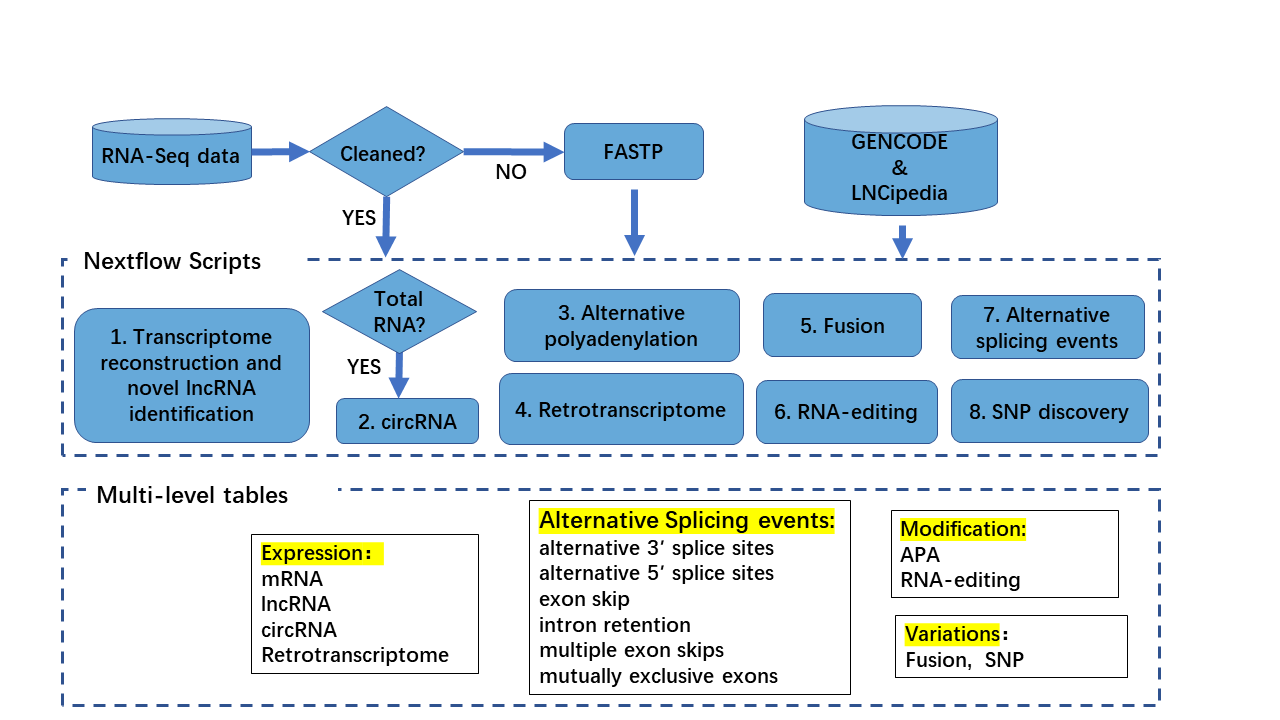 RNA-Seq data
Cleaned?
NO
FASTP
GENCODE
&
LNCipedia
YES
Nextflow Scripts
1. Transcriptome
reconstruction and
novel lncRNA
identification
Total
RNA?
YES
2. circRNA
3. Alternative
polyadenylation
4. Retrotranscriptome
5. Fusion
6. RNA-editing
7. Alternative
splicing events
8. SNP discovery
Multi-level tables
Expression：
mRNA
lncRNA
circRNA
Retrotranscriptome
Alternative Splicing events:
alternative 3’ splice sites
alternative 5’ splice sites
exon skip
intron retention
multiple exon skips
mutually exclusive exons
Modification:
APA
RNA-editing
Variations：
Fusion,  SNP